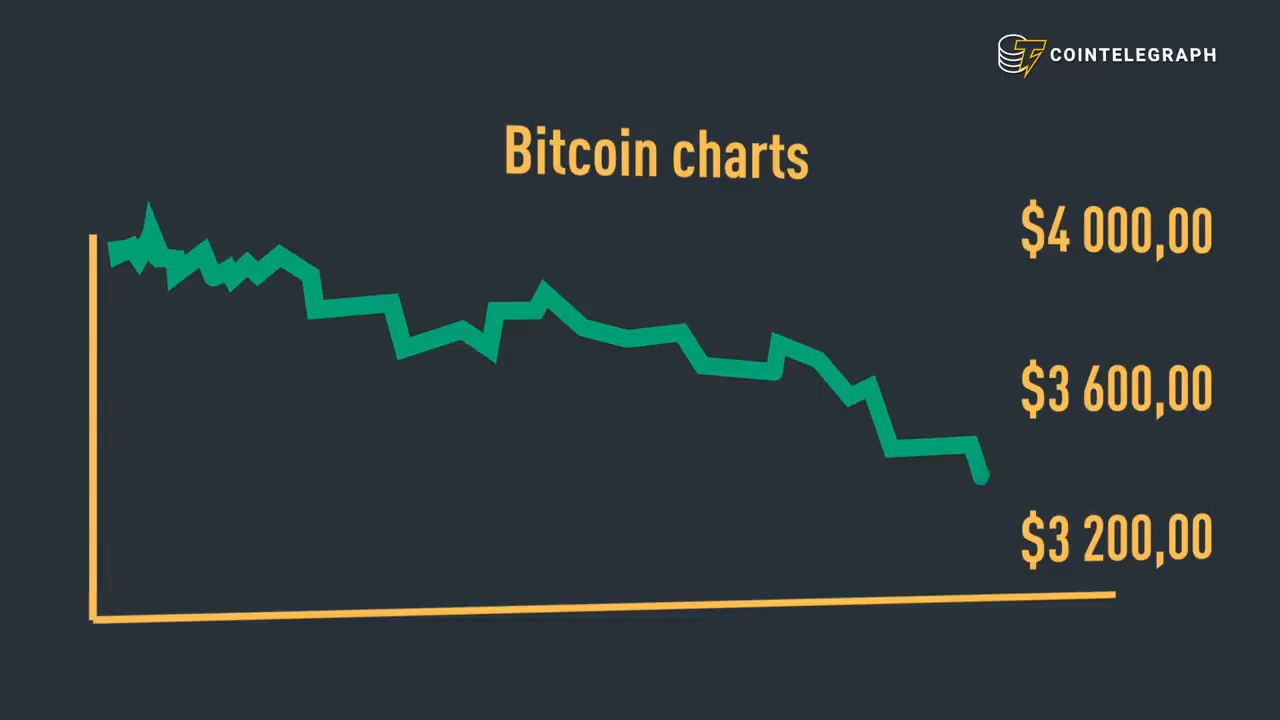 COINTELEGRAPH
Bitcoin charts
$4 000,00
$3 600,00
$3 200,00